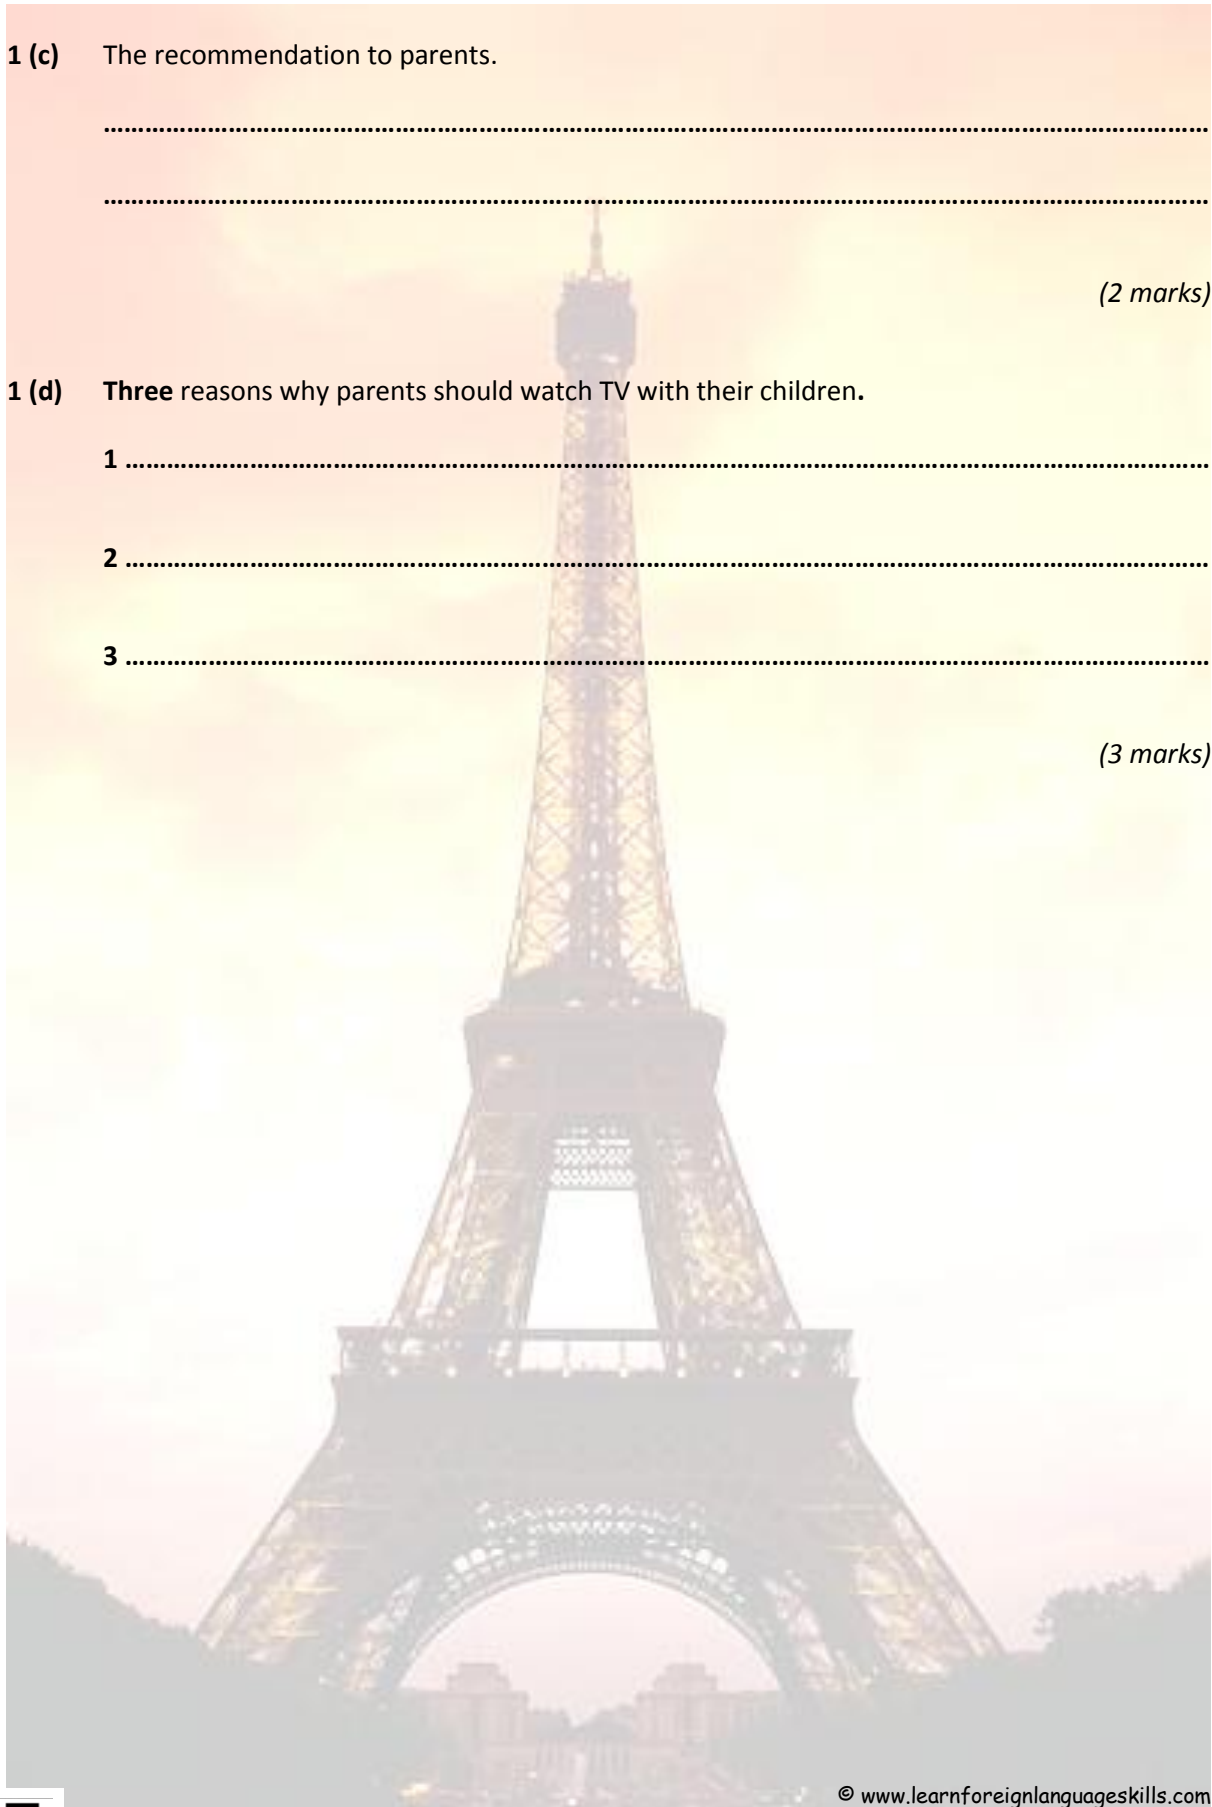 1 (c) The recommendation to parents.
………………………………………………………………………………………………………………………………
………………………………………………………………………………………………………………………………
(2 marks)
1 (d) Three reasons why parents should watch TV with their children.
1 ……………………………………………………………………………………………………………………………
2 ……………………………………………………………………………………………………………………………
3 ……………………………………………………………………………………………………………………………
(3 marks)
© www.learnforeignlanguageskills.com